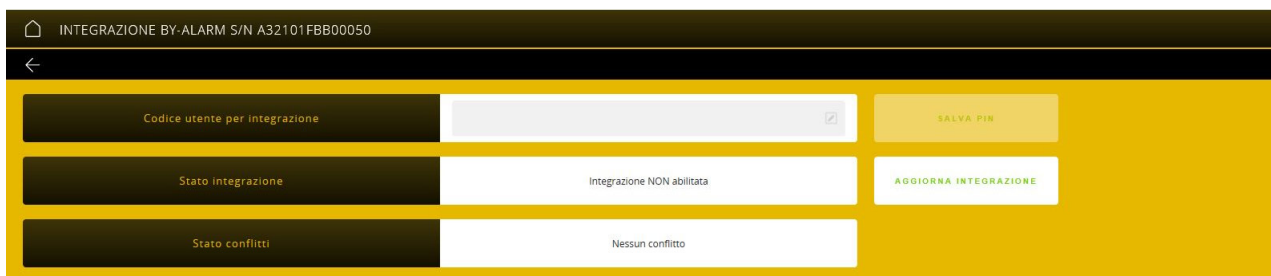 INTEGRAZIONE BY-ALARM S/N A32101FBB00050
Codice utente per integrazione
SALVA PIN
Stato integrazione
Integrazione NON abilitata
AGGIORNA INTEGRAZIONE
Stato conflitti
Nessun conflitto